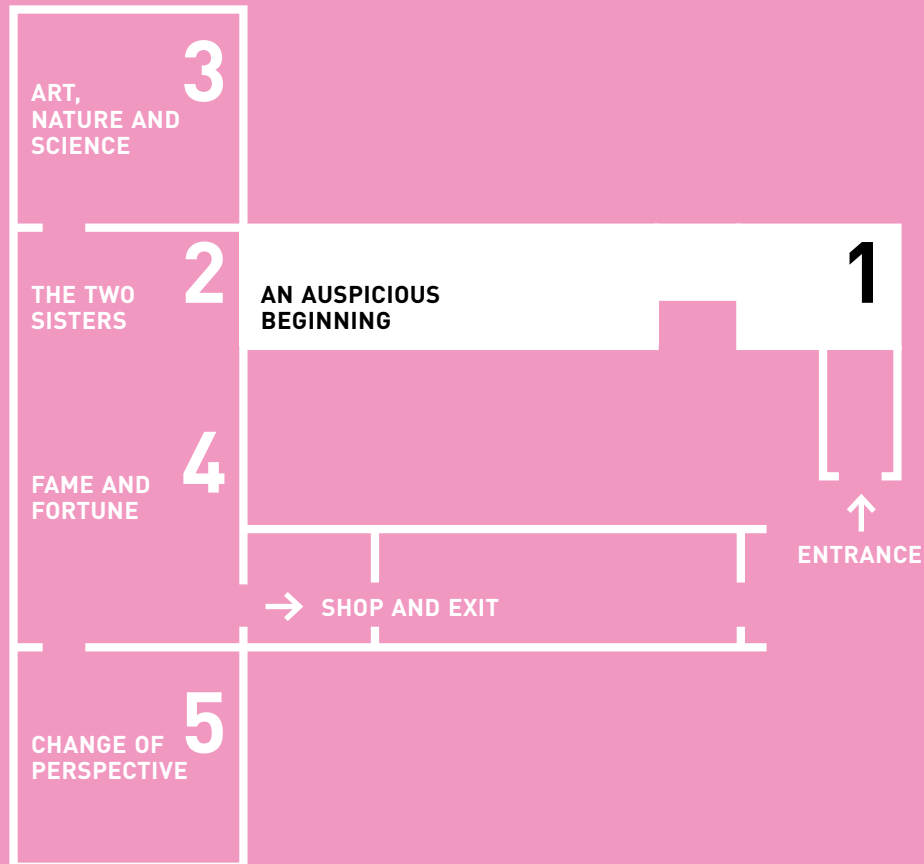 3
ART,
NATURE AND
SCIENCE
2
THE TWO
SISTERS
AN AUSPICIOUS
BEGINNING
1
4
FAME AND
FORTUNE
ENTRANCE
SHOP AND EXIT
5
CHANGE OF
PERSPECTIVE